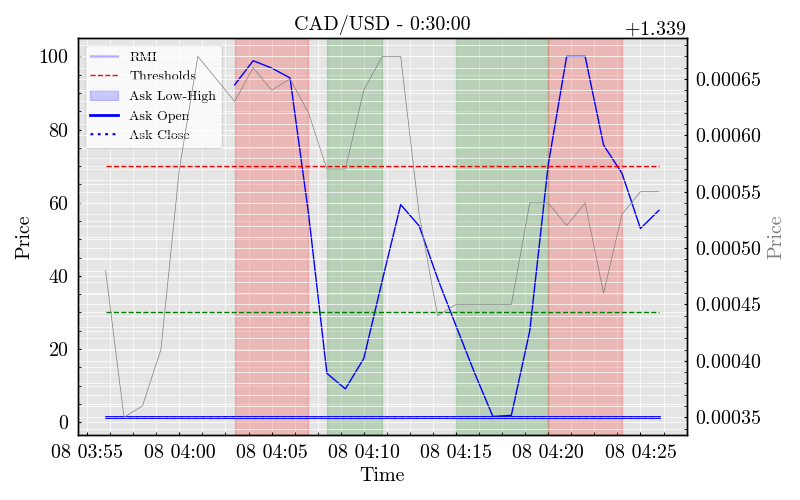 CAD/USD - 0:30:00
+1.339
RMI
Thresholds
Ask Low-High
Ask Open
Ask Close
100
80
60
40
20
0
0.00065
0.00060
0.00055
0.00050
0.00045
0.00040
0.00035
Price
Price
08 03:55 08 04:00 08 04:05 08 04:10 08 04:15 08 04:20 08 04:25
Time